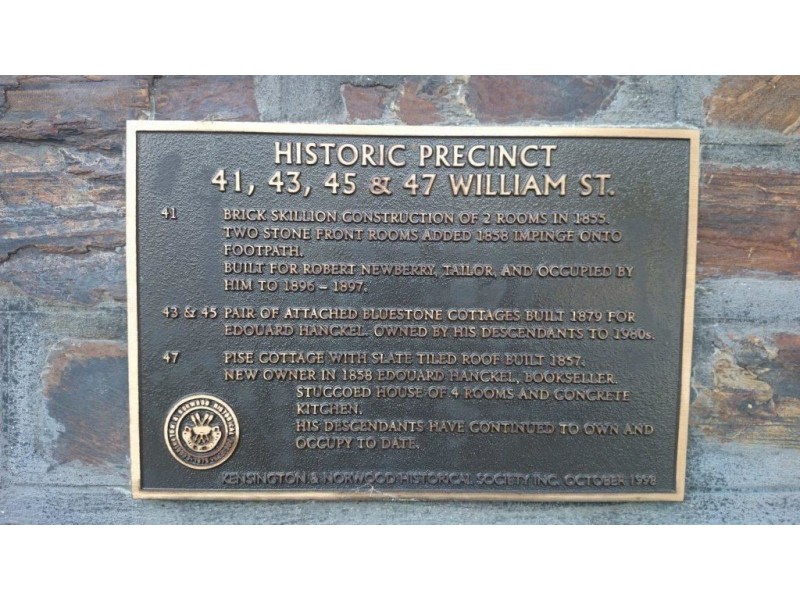 HISTORIC PRECINCT
41, 43, 45 & 47 WILLIAM ST.
41 BRICK SKILLION CONSTRUCTION OF 2 ROOMS IN 1855.
TWO STONE FRONT ROOMS ADDED 1858 IMPINGE ONTO
FOOTPATH.
BUILT FOR ROBERT NEWBERRY, TAILOR, AND OCCUPIED BY
HIM TO 1896 – 1897.
43 & 45 PAIR OF ATTACHED BLUESTONE COTTAGES BUILT 1879 FOR
EDOUARD HANCKEL. OWNED BY HIS DESCENDANTS TO 1980s.
47 PISE COTTAGE WITH SLATE TILED ROOF BUILT 1857.
NEW OWNER IN 1858 EDOUARD HANCKEL, BOOKSELLER.
STUCCOED HOUSE OF 4 ROOMS AND CONCRETE
KITCHEN.
HIS DESCENDANTS HAVE CONTINUED TO OWN AND
OCCUPY TO DATE.
KENSINGTON & NORWOOD HISTORICAL SOCIETY INC. OCTOBER 1998